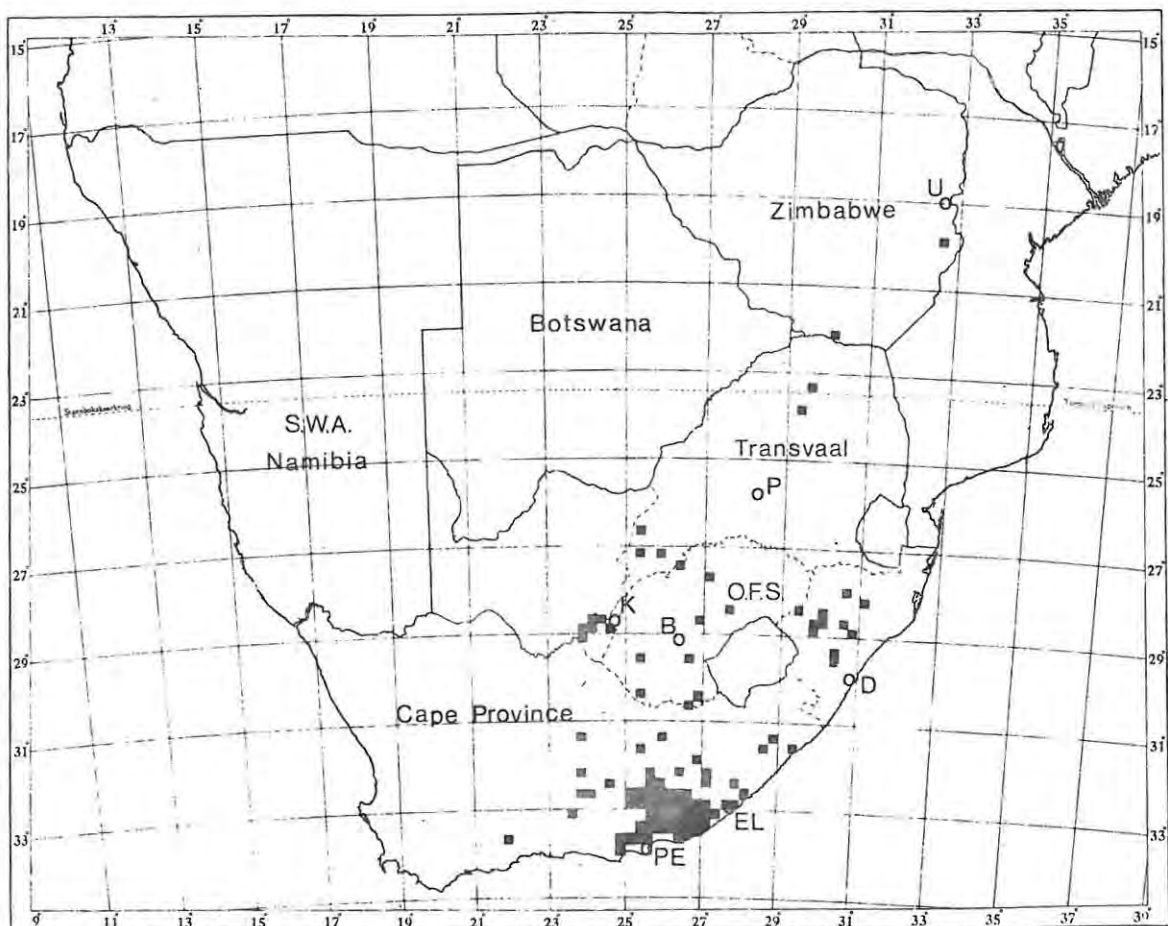 13° 15° 17° 19° 21° 23° 25° 27° 29° 30° 31° 33° 35°
15° 15°
17° 17°
U
Zimbabwe
19° 19°
21° Botswana 21°
23° 23°
S.W.A.
Namibia
Transvaal
25° P 25°
27° O.F.S. 27°
K
B
29° D 29°
Cape Province
31° 31°
EL
33° PE 33°
9° 11° 13° 15° 17° 19° 21° 23° 25° 27° 29° 31° 33° 35° 37° 39°